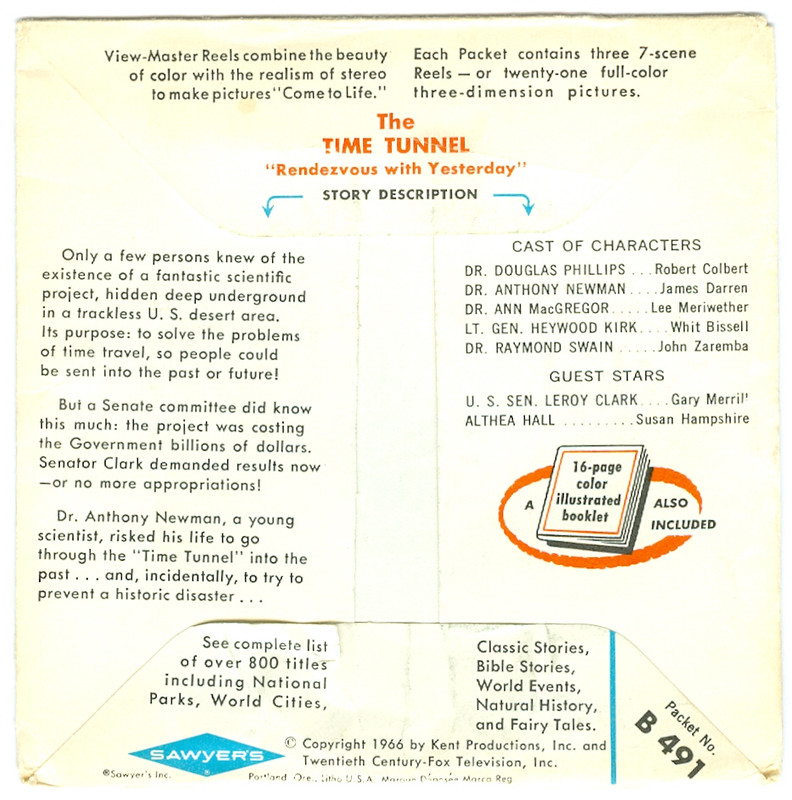 View-Master Reels combine the beauty
of color with the realism of stereo
to make pictures "Come to Life."
Each Packet contains three 7-scene
Reels — or twenty-one full-color
three-dimension pictures.
The
TIME TUNNEL
"Rendezvous with Yesterday"
STORY DESCRIPTION
Only a few persons knew of the
existence of a fantastic scientific
project, hidden deep underground
in a trackless U. S. desert area.
Its purpose: to solve the problems
of time travel, so people could
be sent into the past or future!
But a Senate committee did know
this much: the project was costing
the Government billions of dollars.
Senator Clark demanded results now
—or no more appropriations!
Dr. Anthony Newman, a young
scientist, risked his life to go
through the "Time Tunnel" into the
past . . . and, incidentally, to try to
prevent a historic disaster . . .
CAST OF CHARACTERS
DR. DOUGLAS PHILLIPS . . . Robert Colbert
DR. ANTHONY NEWMAN . . . . James Darren
DR. ANN MacGREGOR . . . . . Lee Meriwether
LT. GEN. HEYWOOD KIRK . . . . Whit Bissell
DR. RAYMOND SWAIN . . . . . John Zaremba
GUEST STARS
U. S. SEN. LEROY CLARK . . . . Gary Merril'
ALTHEA HALL . . . . . . . . . Susan Hampshire
A
16-page
color
illustrated
booklet
ALSO
INCLUDED
See complete list
of over 800 titles
including National
Parks, World Cities,
Classic Stories,
Bible Stories,
World Events,
Natural History,
and Fairy Tales.
Packet No.
B 491
SAWYER'S
®Sawyer's Inc.
© Copyright 1966 by Kent Productions, Inc. and
Twentieth Century-Fox Television, Inc.
Portland Ore., Litho U.S.A. Marca Reg